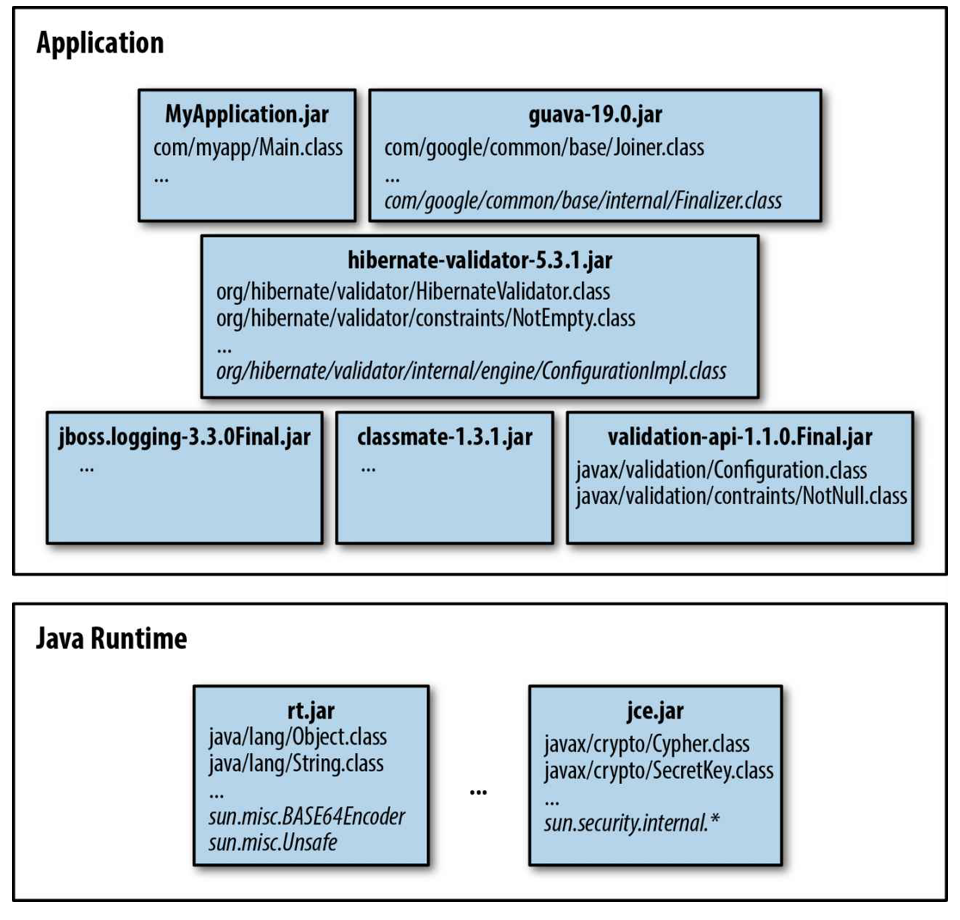 Application
MyApplication.jar
com/myapp/Main.class
...
guava-19.0.jar
com/google/common/base/Joiner.class
...
com/google/common/base/internal/Finalizer.class
hibernate-validator-5.3.1.jar
org/hibernate/validator/HibernateValidator.class
org/hibernate/validator/constraints/NotEmpty.class
...
org/hibernate/validator/internal/engine/ConfigurationImpl.class
jboss.logging-3.3.0Final.jar
...
classmate-1.3.1.jar
...
validation-api-1.1.0.Final.jar
javax/validation/Configuration.class
javax/validation/contraints/NotNull.class
Java Runtime
rt.jar
java/lang/Object.class
java/lang/String.class
...
sun.misc.BASE64Encoder
sun.misc.Unsafe
...
jce.jar
javax/crypto/Cypher.class
javax/crypto/SecretKey.class
...
sun.security.internal.*